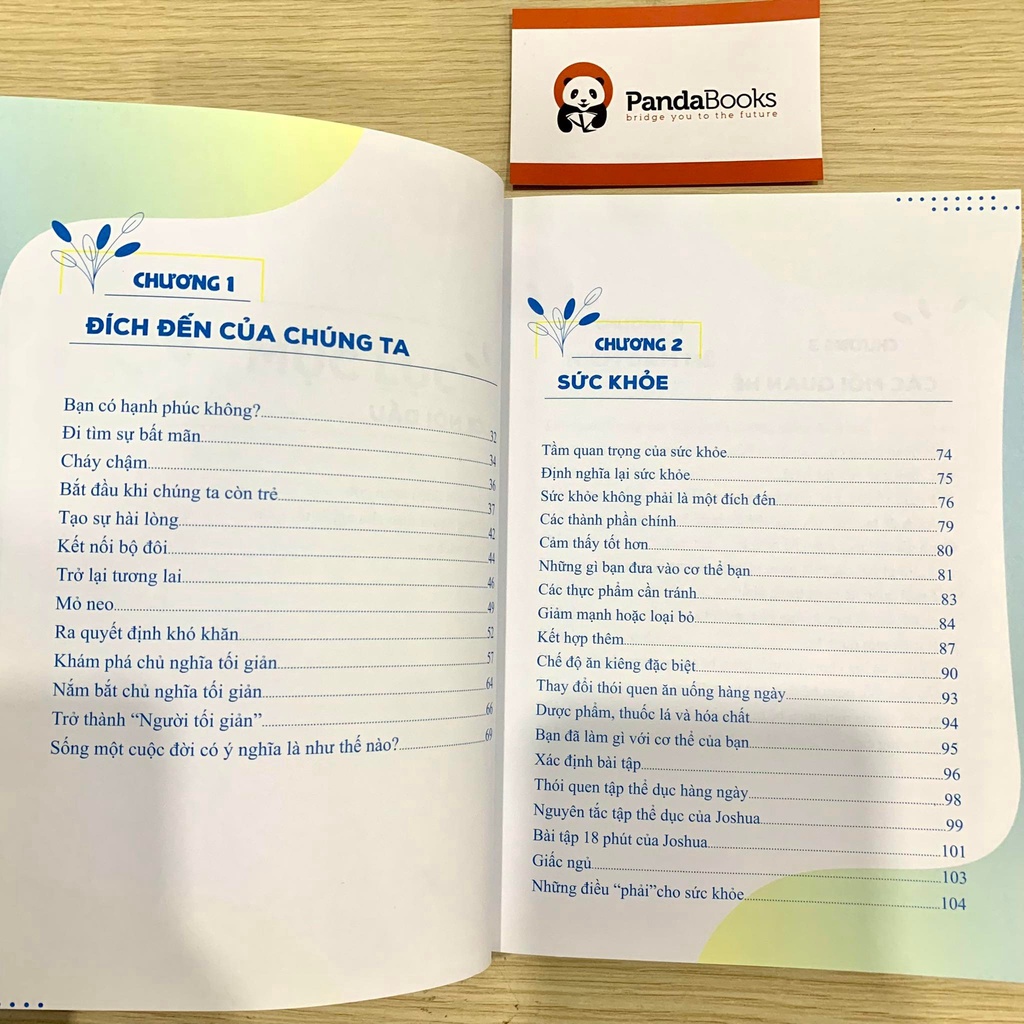 PandaBooks
bridge you to the future
CHƯƠNG 1
ĐÍCH ĐẾN CỦA CHÚNG TA
Bạn có hạnh phúc không?........32
Đi tìm sự bất mãn........34
Cháy chậm........36
Bắt đầu khi chúng ta còn trẻ........37
Tạo sự hài lòng........42
Kết nối bộ đôi........44
Trở lại tương lai........46
Mỏ neo........49
Ra quyết định khó khăn........52
Khám phá chủ nghĩa tối giản........57
Nắm bắt chủ nghĩa tối giản........64
Trở thành “Người tối giản”........66
Sống một cuộc đời có ý nghĩa là như thế nào?........69
CHƯƠNG 2
SỨC KHỎE
Tầm quan trọng của sức khỏe........74
Định nghĩa lại sức khỏe........75
Sức khỏe không phải là một đích đến........76
Các thành phần chính........79
Cảm thấy tốt hơn........80
Những gì bạn đưa vào cơ thể bạn........81
Các thực phẩm cần tránh........83
Giảm mạnh hoặc loại bỏ........84
Kết hợp thêm........87
Chế độ ăn kiêng đặc biệt........90
Thay đổi thói quen ăn uống hàng ngày........93
Dược phẩm, thuốc lá và hóa chất........94
Bạn đã làm gì với cơ thể của bạn........95
Xác định bài tập........96
Thói quen tập thể dục hàng ngày........98
Nguyên tắc tập thể dục của Joshua........99
Bài tập 18 phút của Joshua........101
Giấc ngủ........103
Những điều “phải”cho sức khỏe........104